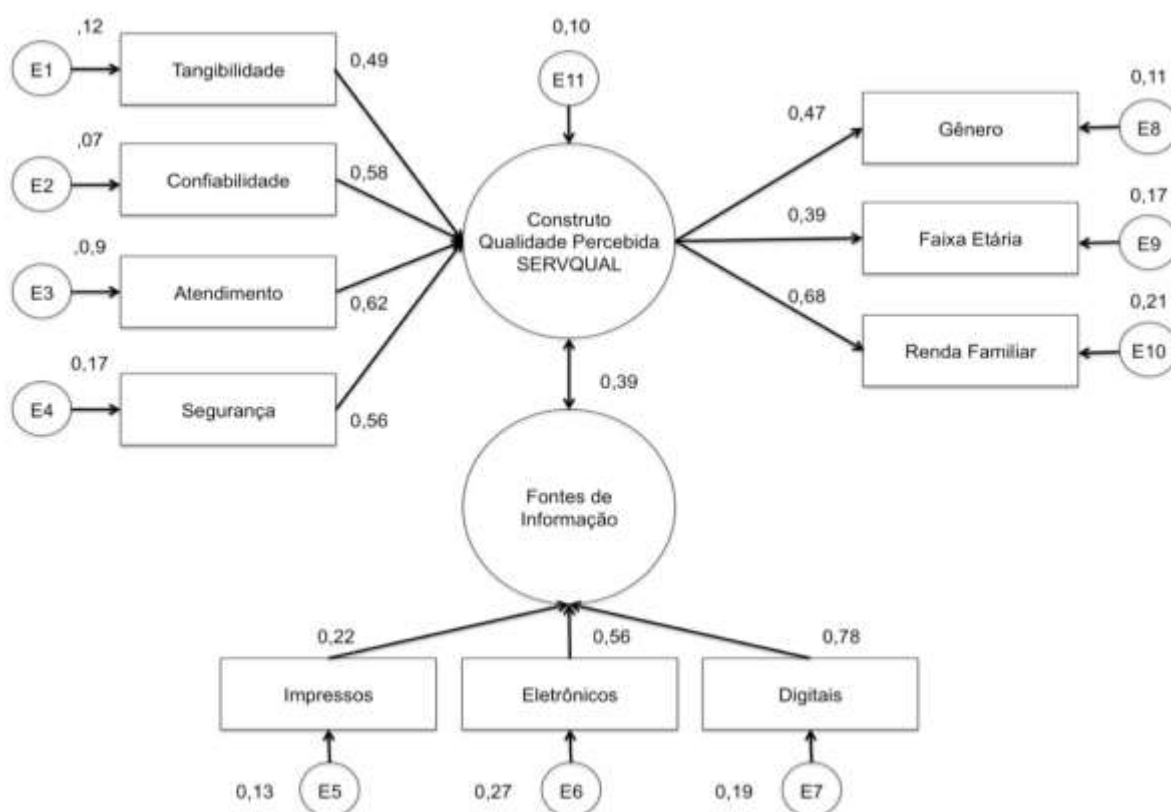 ,12
E1
Tangibilidade
0,49
,07
E2
Confiabilidade
0,58
,0,9
E3
Atendimento
0,62
0,17
E4
Segurança
0,56
0,10
E11
Construto
Qualidade Percebida
SERVQUAL
0,47
Gênero
0,11
E8
0,39
Faixa Etária
0,17
E9
0,68
Renda Familiar
0,21
E10
0,39
Fontes de
Informação
0,22
0,56
0,78
Impressos
Eletrônicos
Digitais
0,13
E5
0,27
E6
0,19
E7